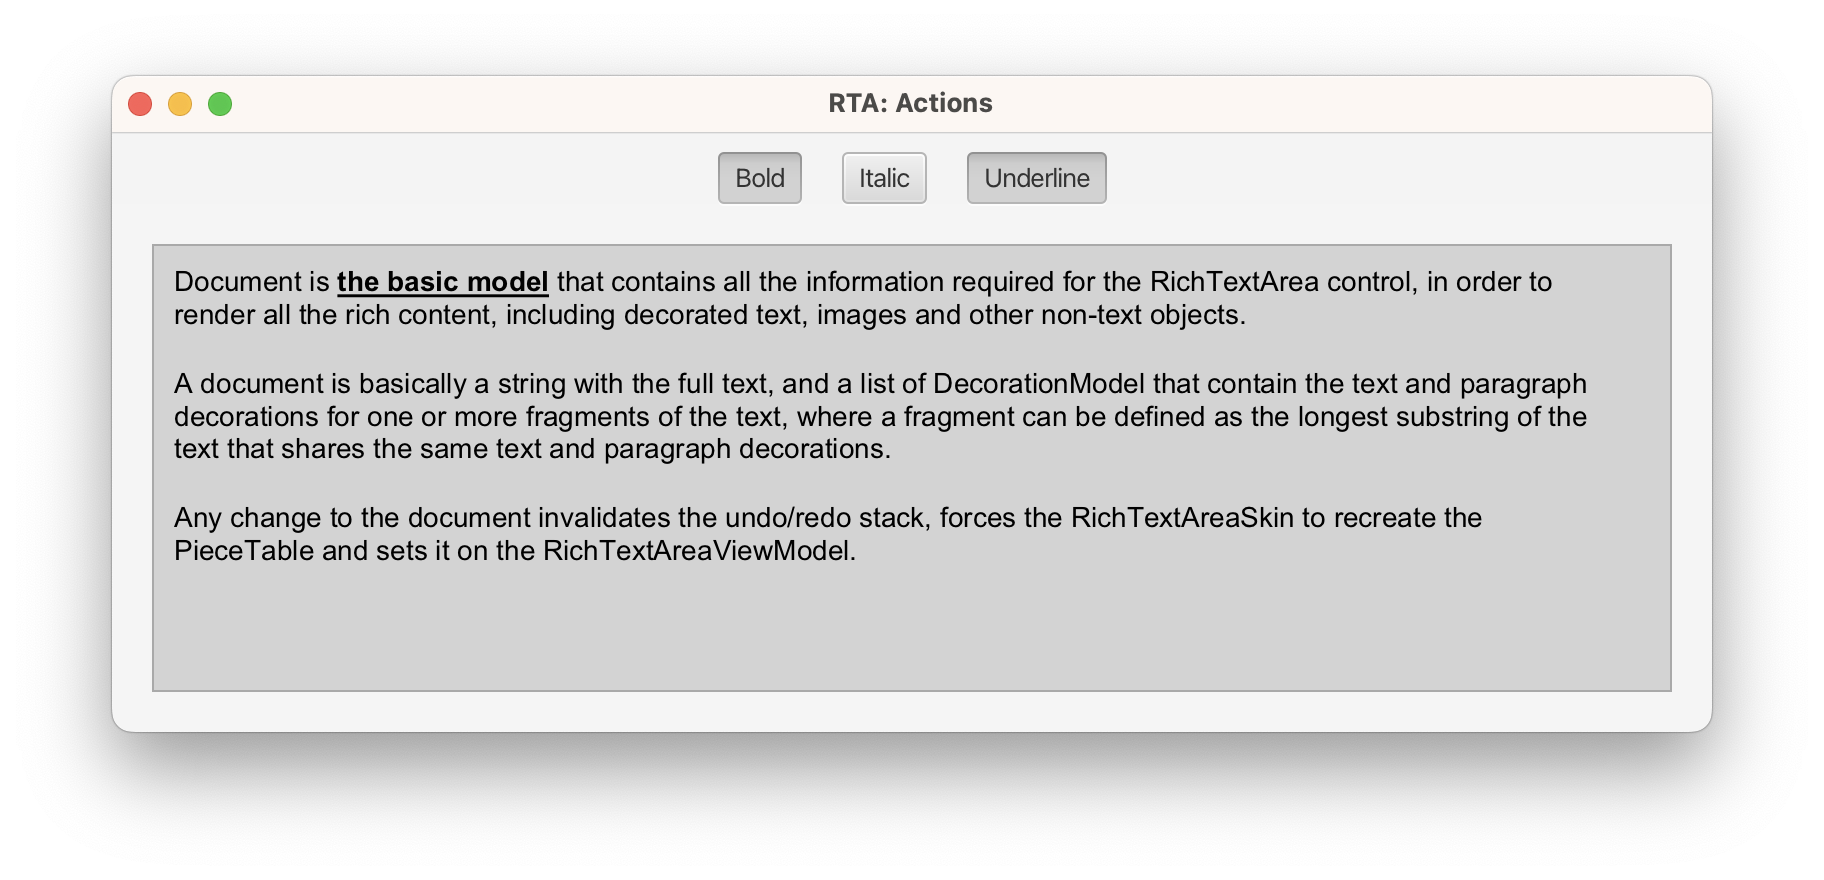 RTA: Actions
Bold Italic Underline
Document is the basic model that contains all the information required for the RichTextArea control, in order to
render all the rich content, including decorated text, images and other non-text objects.
A document is basically a string with the full text, and a list of DecorationModel that contain the text and paragraph
decorations for one or more fragments of the text, where a fragment can be defined as the longest substring of the
text that shares the same text and paragraph decorations.
Any change to the document invalidates the undo/redo stack, forces the RichTextAreaSkin to recreate the
PieceTable and sets it on the RichTextAreaViewModel.